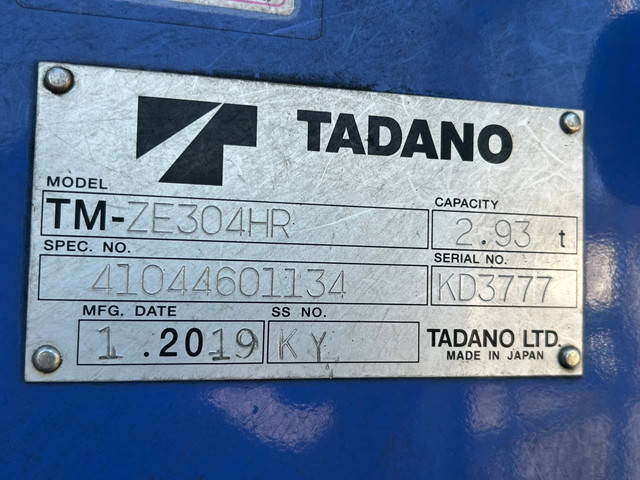 TADANO
MODEL
TM-ZE304HR
CAPACITY
2.93 t
SPEC. NO.
41044601134
SERIAL NO.
KD3777
MFG. DATE
1.2019
SS NO.
KY
TADANO LTD.
MADE IN JAPAN